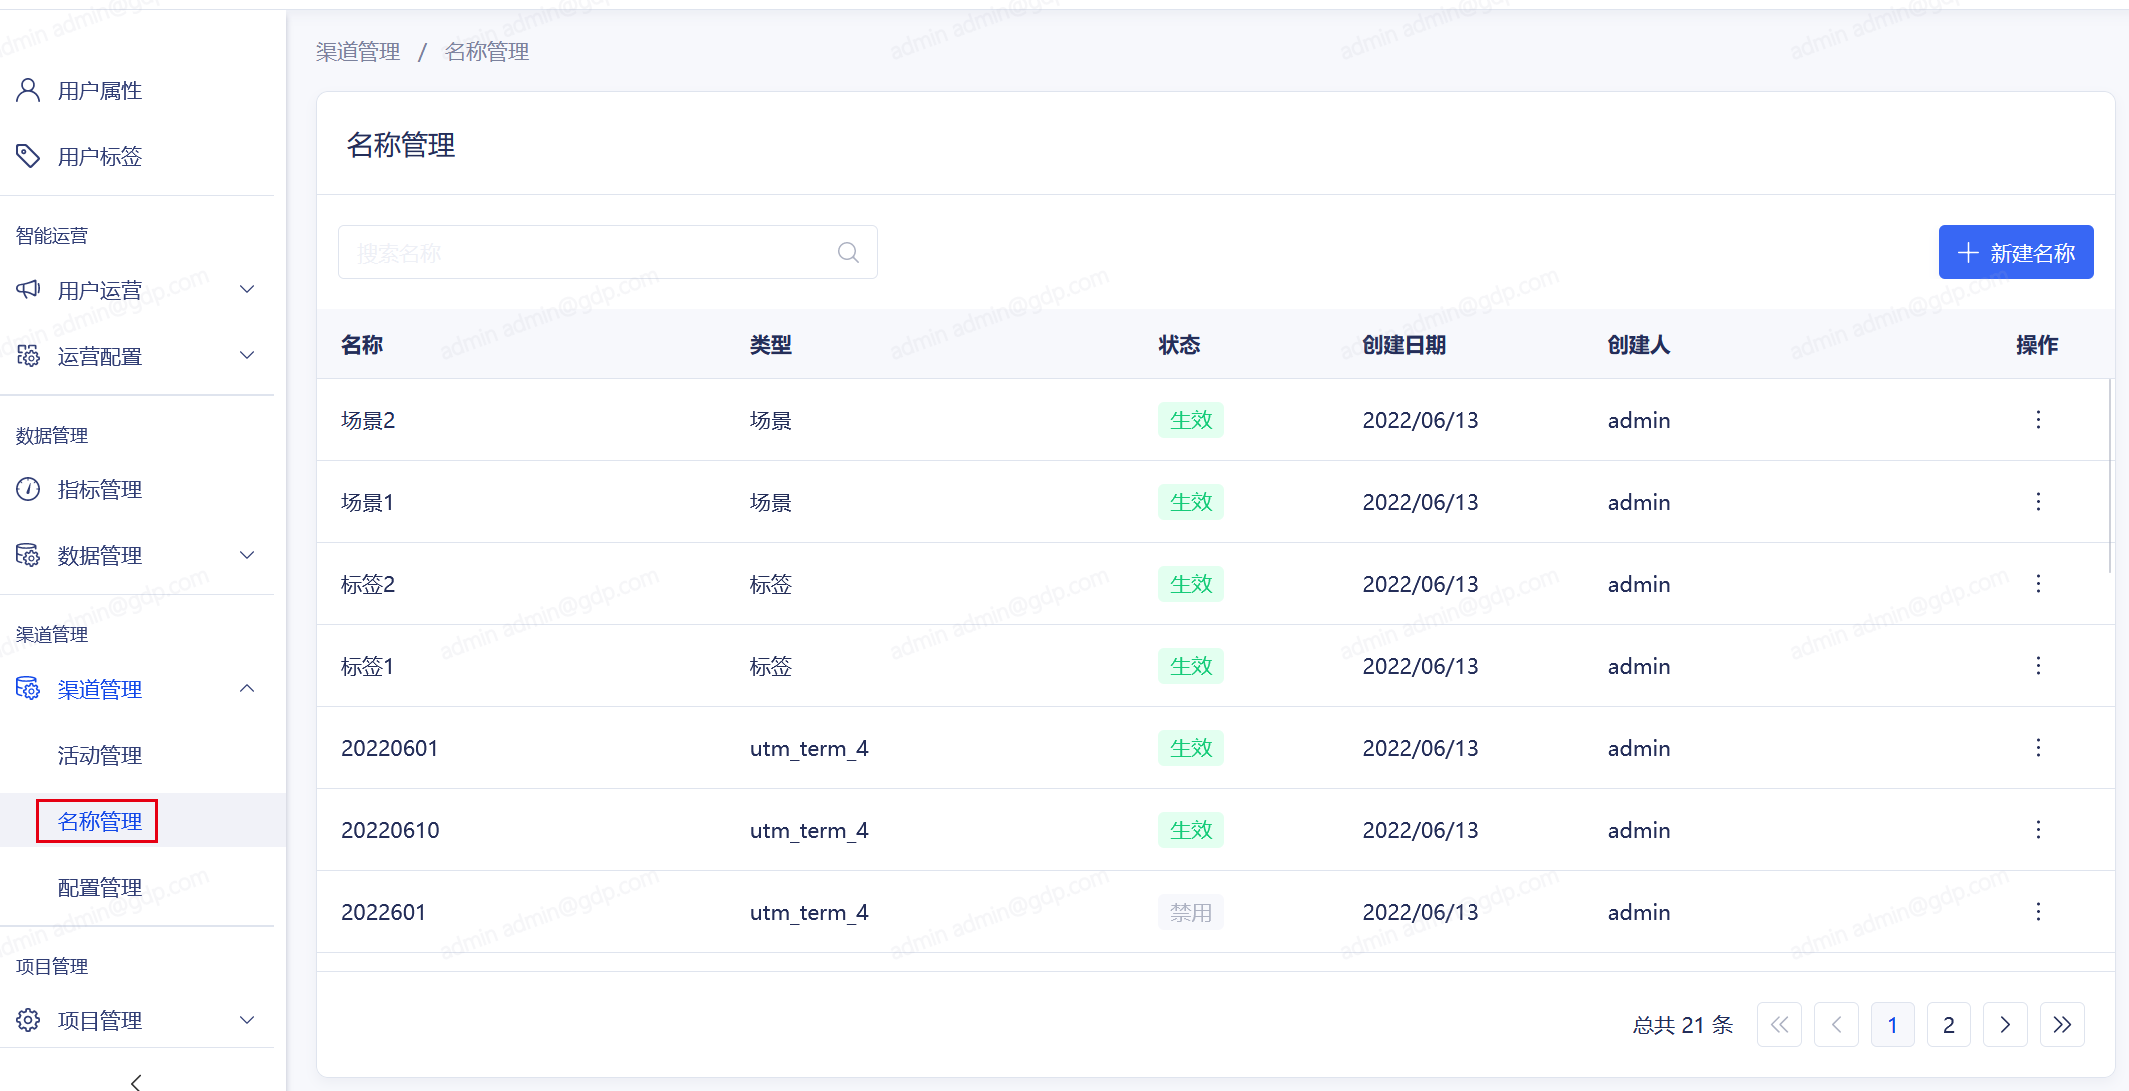 渠道管理 / 名称管理
用户属性
用户标签
智能运营
用户运营
运营配置
数据管理
指标管理
数据管理
渠道管理
渠道管理
活动管理
名称管理
配置管理
项目管理
项目管理
名称管理
搜索名称
新建名称
名称 类型 状态 创建日期 创建人 操作
场景2 场景 生效 2022/06/13 admin
场景1 场景 生效 2022/06/13 admin
标签2 标签 生效 2022/06/13 admin
标签1 标签 生效 2022/06/13 admin
20220601 utm_term_4 生效 2022/06/13 admin
20220610 utm_term_4 生效 2022/06/13 admin
2022601 utm_term_4 禁用 2022/06/13 admin
总共 21 条 1 2
admin admin@gdp.com